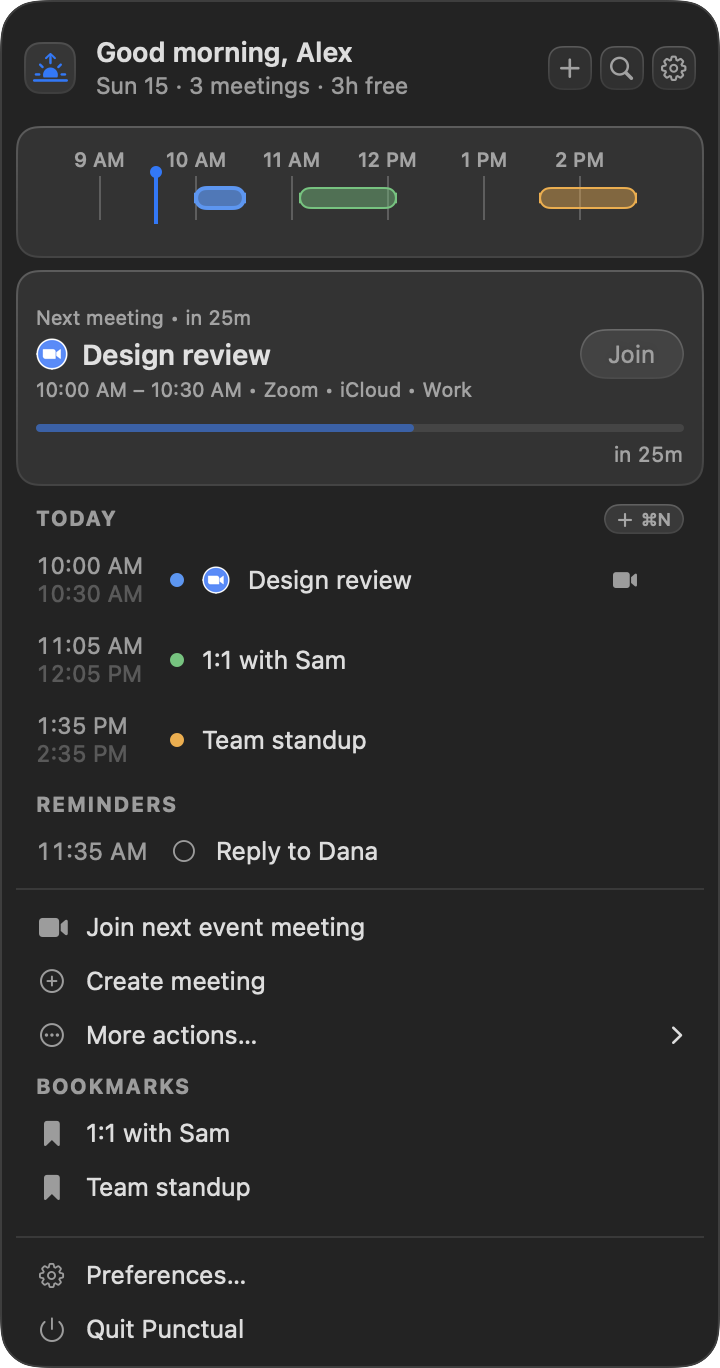 Good morning, Alex
Sun 15 · 3 meetings · 3h free
9 AM 10 AM 11 AM 12 PM 1 PM 2 PM
Next meeting • in 25m
Design review
Join
10:00 AM – 10:30 AM • Zoom • iCloud • Work
in 25m
TODAY
+ ⌘N
10:00 AM
10:30 AM
Design review
11:05 AM
12:05 PM
1:1 with Sam
1:35 PM
2:35 PM
Team standup
REMINDERS
11:35 AM Reply to Dana
Join next event meeting
Create meeting
More actions...
BOOKMARKS
1:1 with Sam
Team standup
Preferences...
Quit Punctual